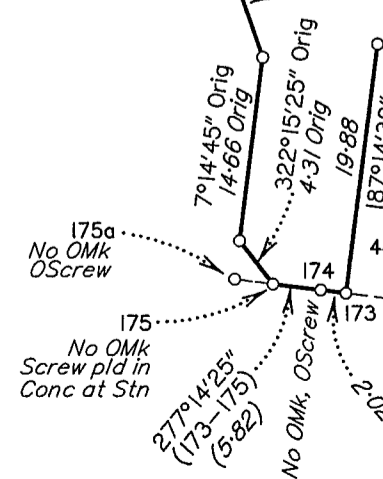 7°14'45" Orig
14·66 Orig
322°15'25" Orig
4·31 Orig
19·88
175a
No OMk
OScrew
175
No OMk
Screw pld in
Conc at Stn
277°14'25"
(173–175)
(5·82)
174
No OMk, OScrew
173